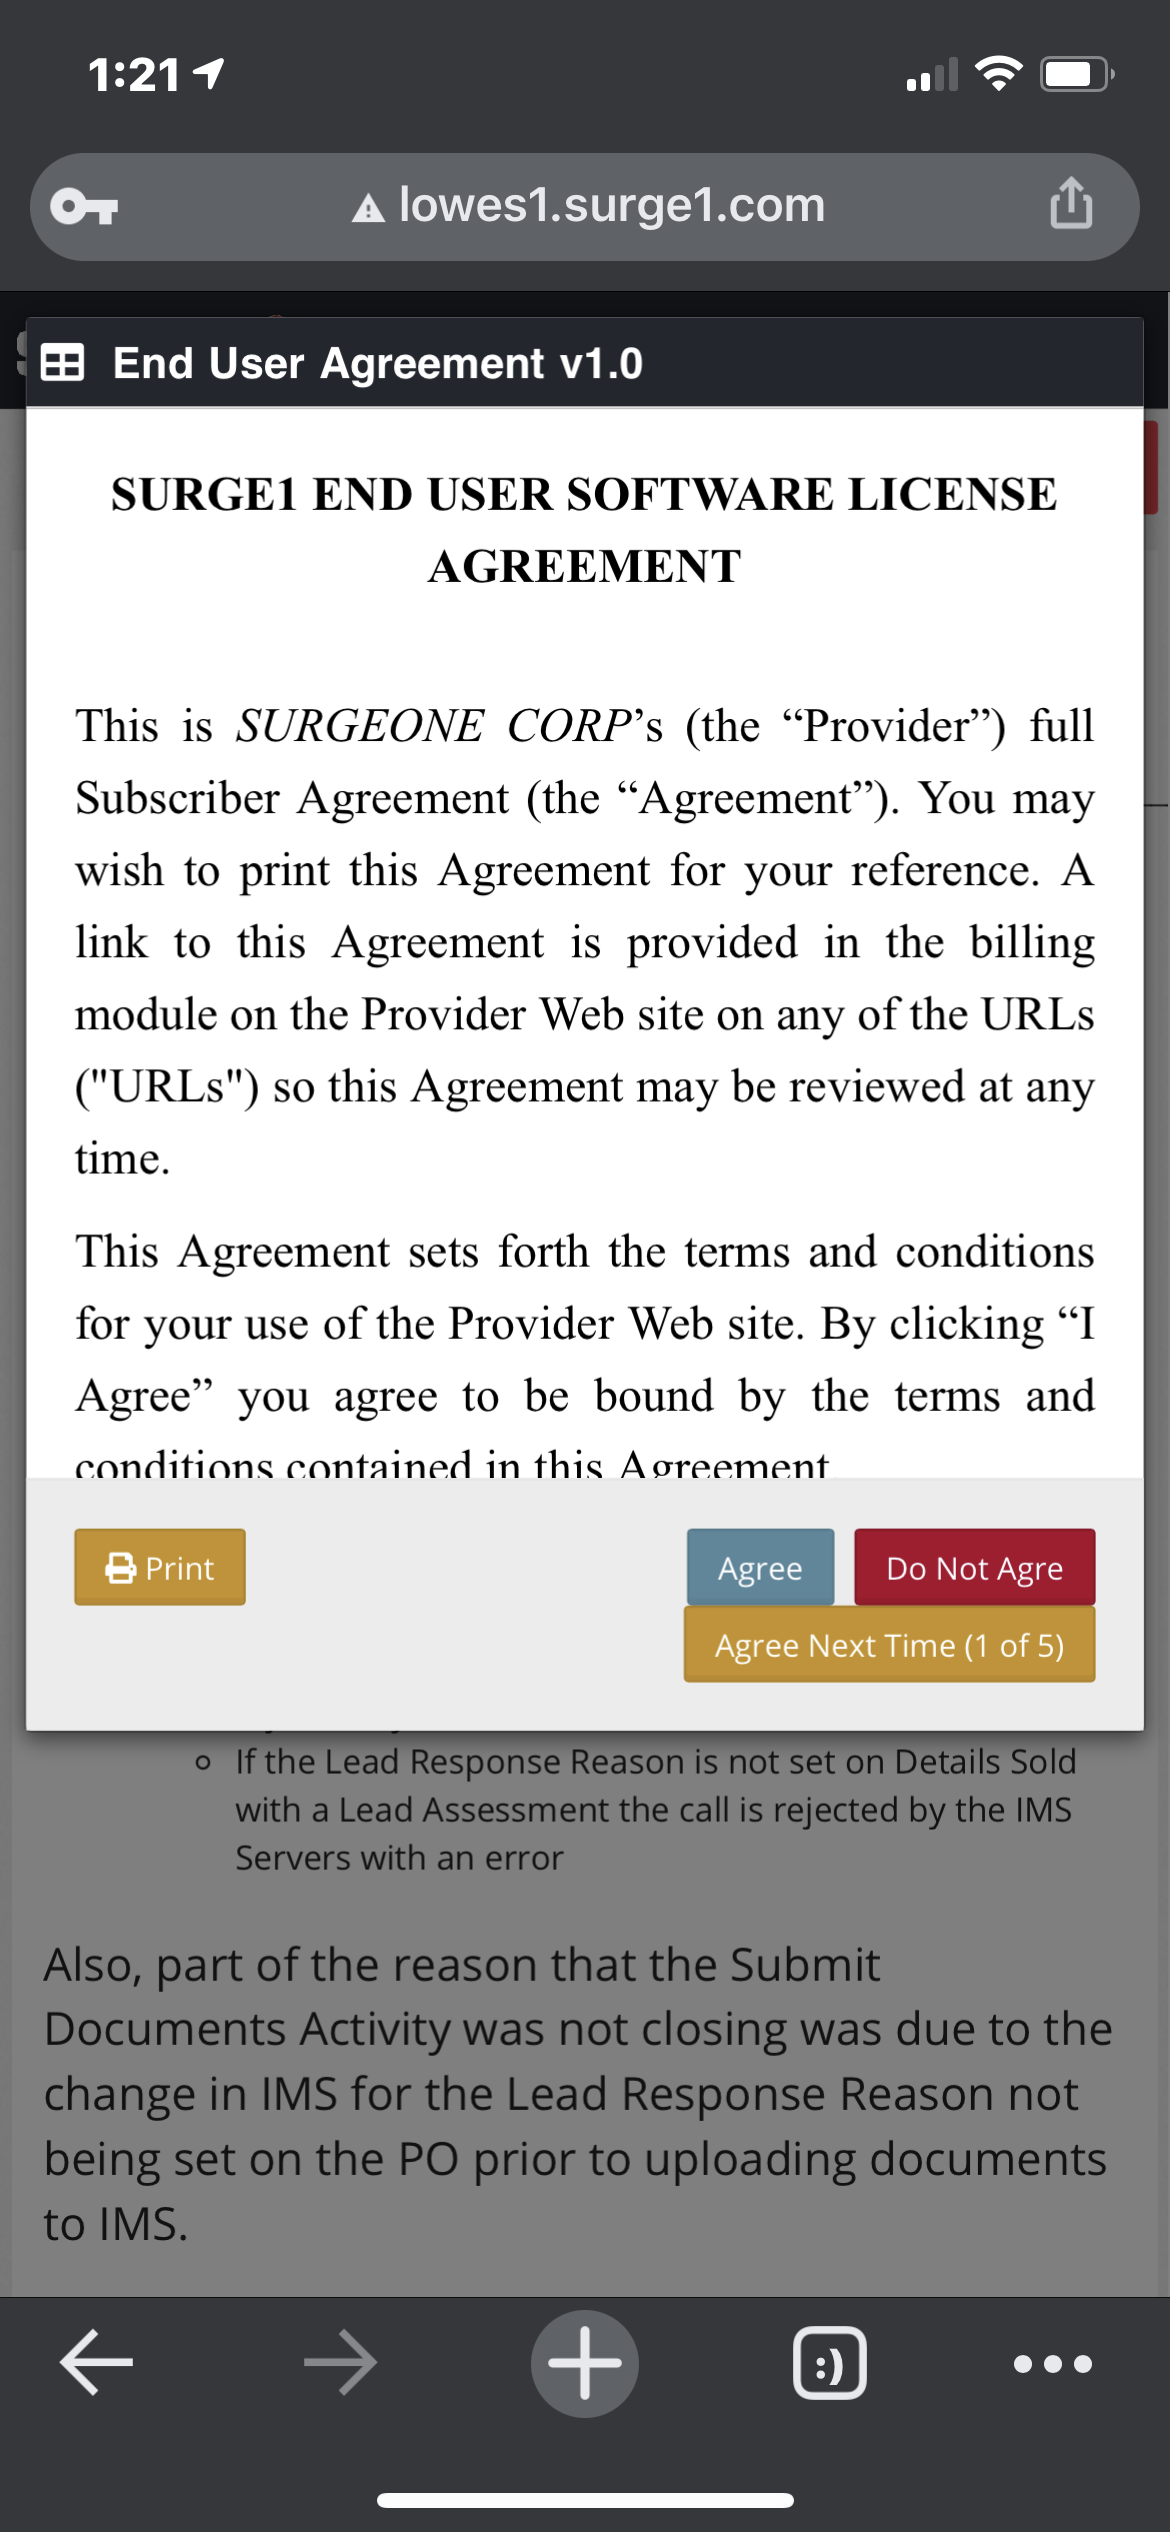 1:21
lowes1.surge1.com
End User Agreement v1.0
SURGE1 END USER SOFTWARE LICENSE
AGREEMENT
This is SURGEONE CORP’s (the “Provider”) full
Subscriber Agreement (the “Agreement”). You may
wish to print this Agreement for your reference. A
link to this Agreement is provided in the billing
module on the Provider Web site on any of the URLs
("URLs") so this Agreement may be reviewed at any
time.
This Agreement sets forth the terms and conditions
for your use of the Provider Web site. By clicking “I
Agree” you agree to be bound by the terms and
conditions contained in this Agreement
Print
Agree
Do Not Agre
Agree Next Time (1 of 5)
If the Lead Response Reason is not set on Details Sold
with a Lead Assessment the call is rejected by the IMS
Servers with an error
Also, part of the reason that the Submit
Documents Activity was not closing was due to the
change in IMS for the Lead Response Reason not
being set on the PO prior to uploading documents
to IMS.
:)